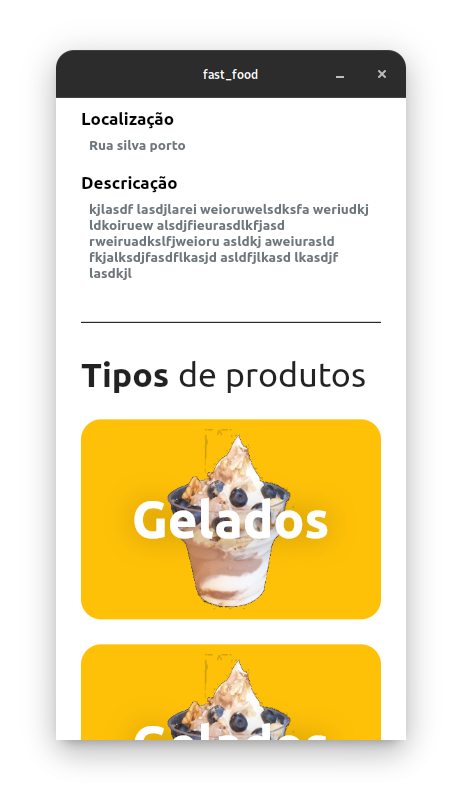 fast_food
Localização
Rua silva porto
Descricação
kjlasdf lasdjlarei weioruwelsdksfa weriudkj
ldkoiruew alsdjfieurasdlkfjasd
rweiruadkslfjweioru asldkj aweiurasld
fkjalksdjfasdflkasjd asldfjlkasd lkasdjf
lasdkjl
Tipos de produtos
Gelados
Gelados